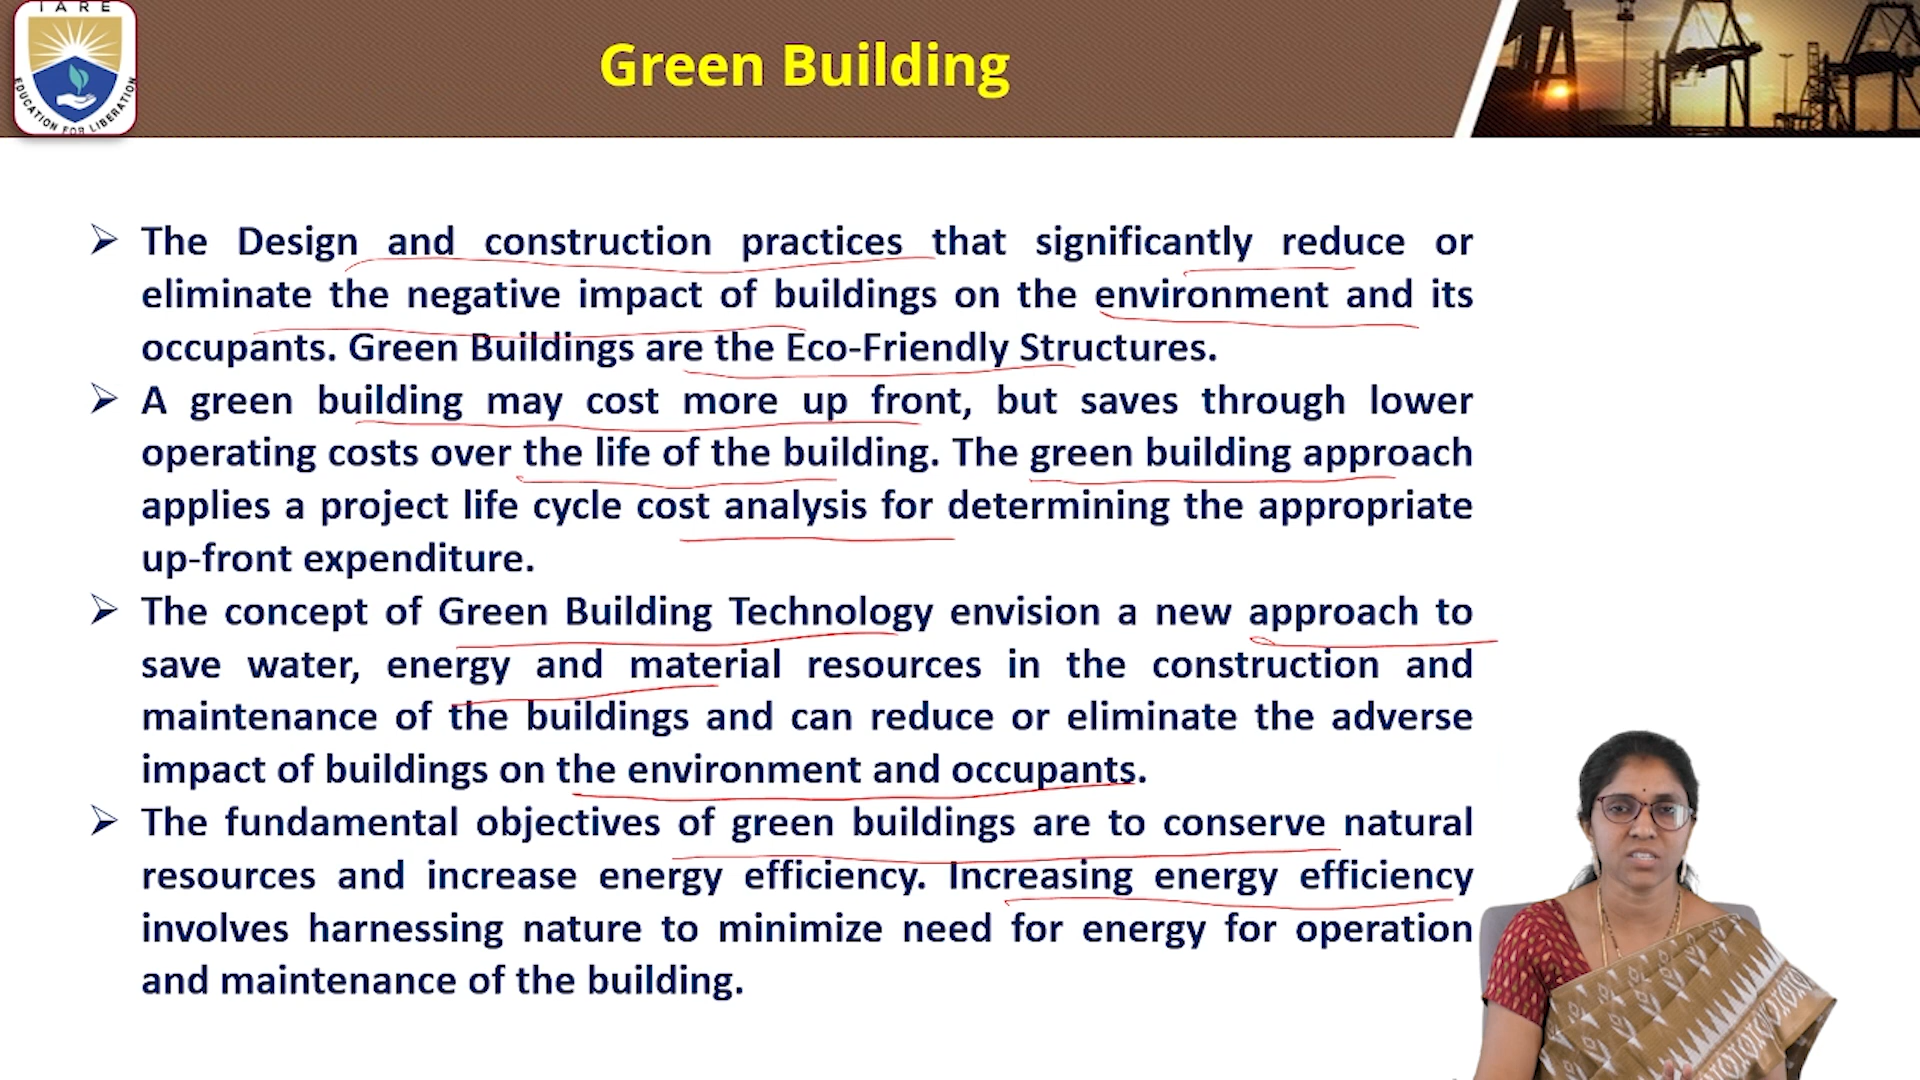 IARE
EDUCATION FOR LIBERATION
Green Building
The Design and construction practices that significantly reduce or
eliminate the negative impact of buildings on the environment and its
occupants. Green Buildings are the Eco-Friendly Structures.
A green building may cost more up front, but saves through lower
operating costs over the life of the building. The green building approach
applies a project life cycle cost analysis for determining the appropriate
up-front expenditure.
The concept of Green Building Technology envision a new approach to
save water, energy and material resources in the construction and
maintenance of the buildings and can reduce or eliminate the adverse
impact of buildings on the environment and occupants.
The fundamental objectives of green buildings are to conserve natural
resources and increase energy efficiency. Increasing energy efficiency
involves harnessing nature to minimize need for energy for operation
and maintenance of the building.